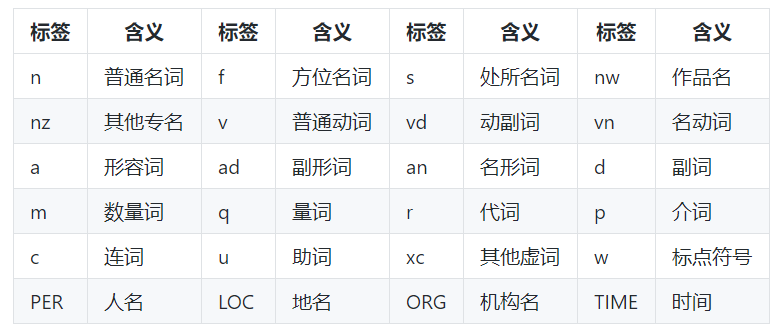 标签 含义 标签 含义 标签 含义 标签 含义
n 普通名词 f 方位名词 s 处所名词 nw 作品名
nz 其他专名 v 普通动词 vd 动副词 vn 名动词
a 形容词 ad 副形词 an 名形词 d 副词
m 数量词 q 量词 r 代词 p 介词
c 连词 u 助词 xc 其他虚词 w 标点符号
PER 人名 LOC 地名 ORG 机构名 TIME 时间